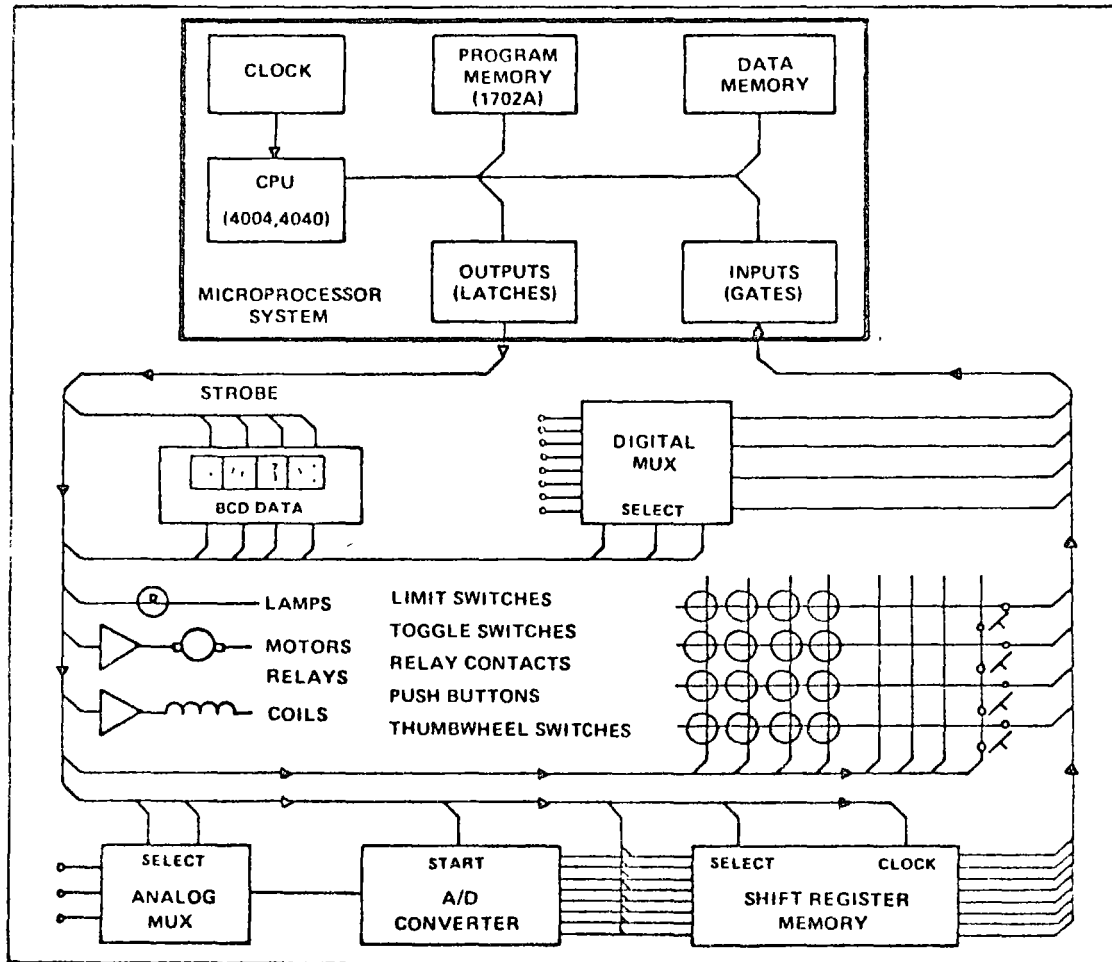 CLOCK
PROGRAM
MEMORY
(1702A)
DATA
MEMORY
CPU
(4004,4040)
OUTPUTS
(LATCHES)
INPUTS
(GATES)
MICROPROCESSOR
SYSTEM
STROBE
BCD DATA
DIGITAL
MUX
SELECT
R
LAMPS
MOTORS
RELAYS
COILS
LIMIT SWITCHES
TOGGLE SWITCHES
RELAY CONTACTS
PUSH BUTTONS
THUMBWHEEL SWITCHES
SELECT
ANALOG
MUX
START
A/D
CONVERTER
SELECT
CLOCK
SHIFT REGISTER
MEMORY